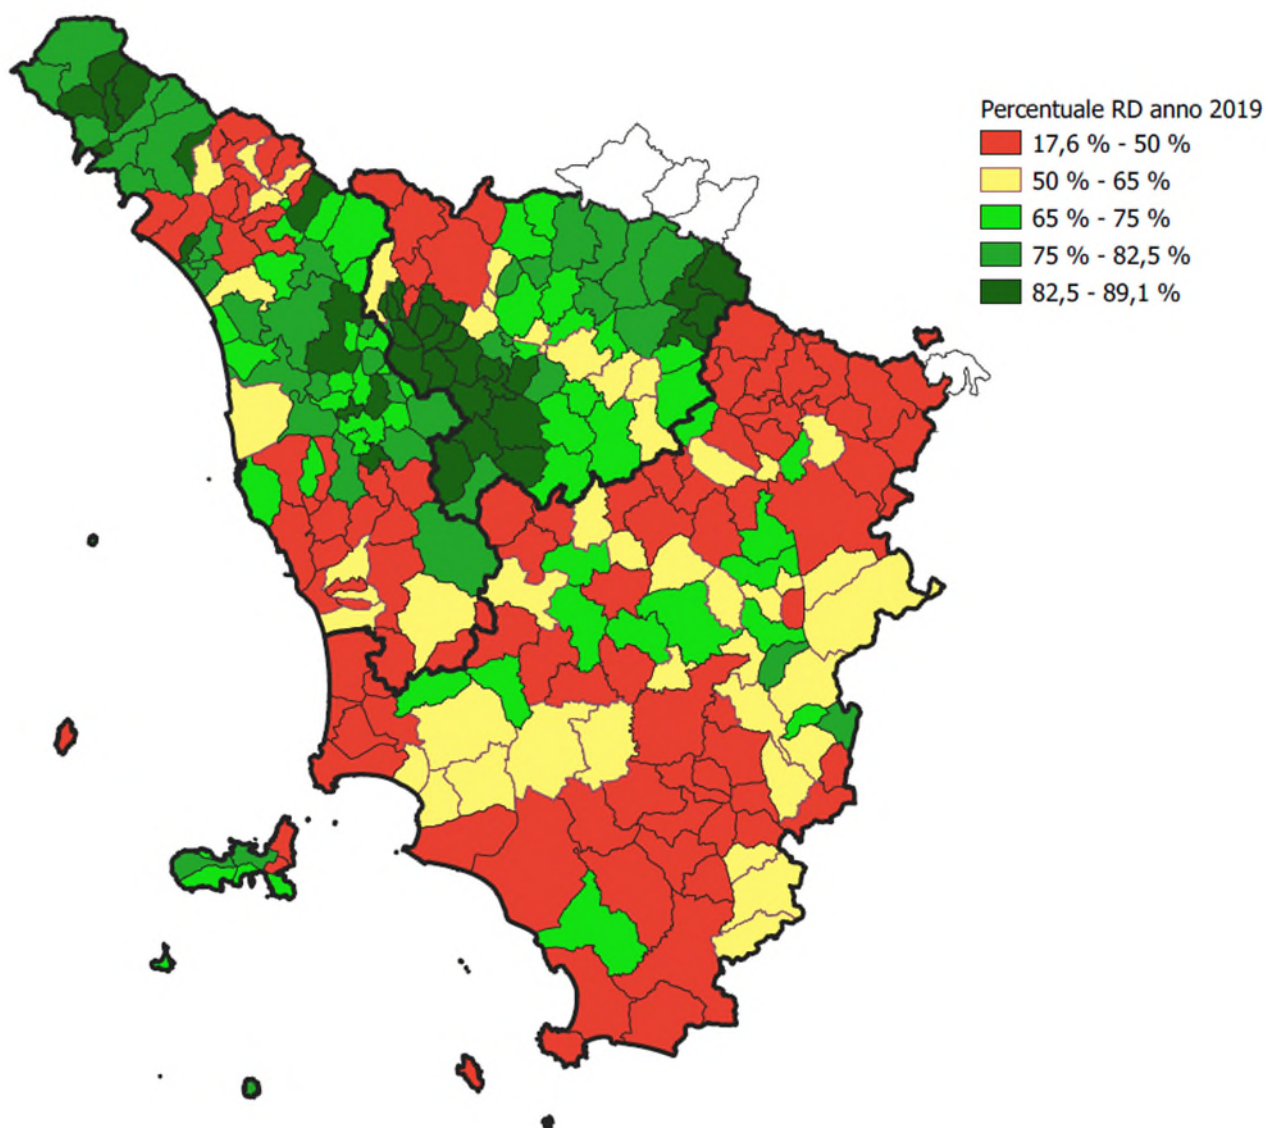 Percentuale RD anno 2019
17,6 % - 50 %
50 % - 65 %
65 % - 75 %
75 % - 82,5 %
82,5 - 89,1 %